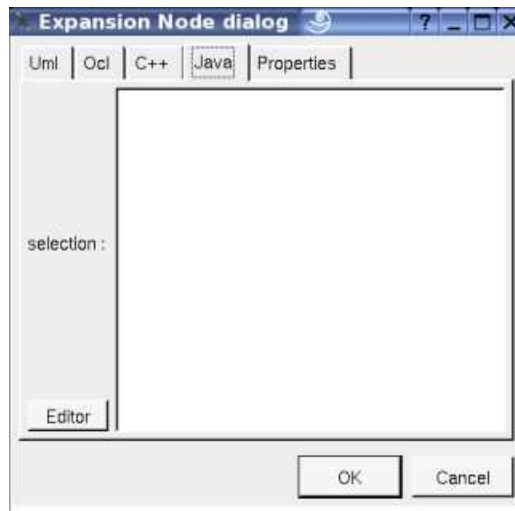 Expansion Node dialog
Uml Ocl C++ Java Properties
selection :
Editor
OK Cancel